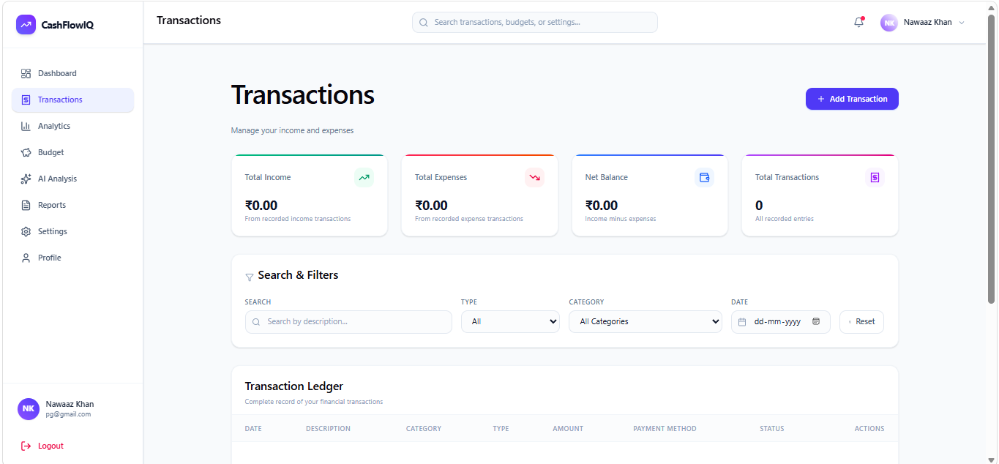 CashFlowIQ
Dashboard
Transactions
Analytics
Budget
AI Analysis
Reports
Settings
Profile
NK
Nawaaz Khan
pg@gmail.com
Logout
Transactions
Search transactions, budgets, or settings...
NK
Nawaaz Khan
Transactions
+ Add Transaction
Manage your income and expenses
Total Income
₹0.00
From recorded income transactions
Total Expenses
₹0.00
From recorded expense transactions
Net Balance
₹0.00
Income minus expenses
Total Transactions
0
All recorded entries
Search & Filters
SEARCH
Search by description...
TYPE
All
CATEGORY
All Categories
DATE
dd-mm-yyyy
Reset
Transaction Ledger
Complete record of your financial transactions
DATE DESCRIPTION CATEGORY TYPE AMOUNT PAYMENT METHOD STATUS ACTIONS